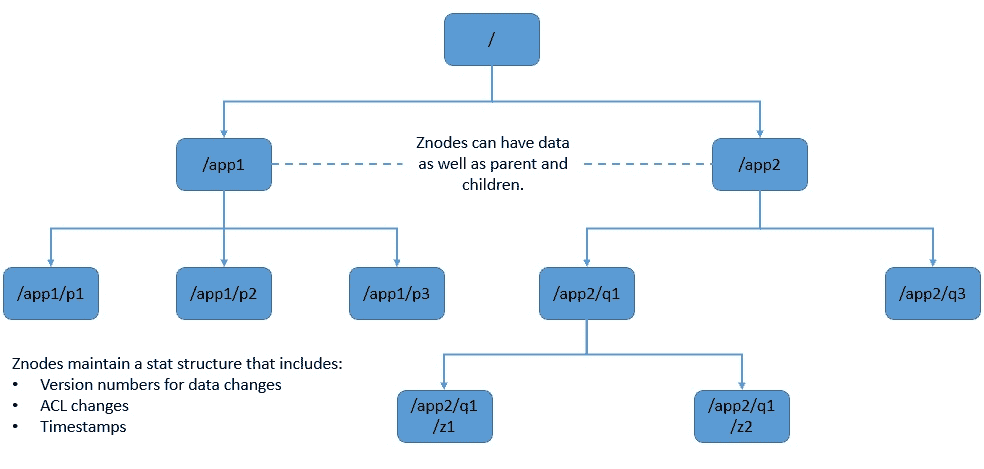 /
/app1
Znodes can have data
as well as parent and
children.
/app2
/app1/p1
/app1/p2
/app1/p3
/app2/q1
/app2/q3
Znodes maintain a stat structure that includes:
• Version numbers for data changes
• ACL changes
• Timestamps
/app2/q1
/z1
/app2/q1
/z2